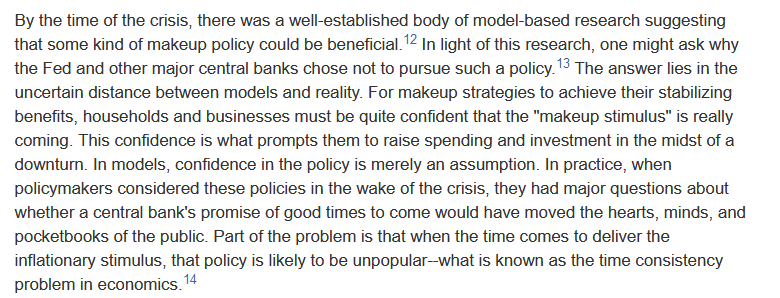 By the time of the crisis, there was a well-established body of model-based research suggesting
that some kind of makeup policy could be beneficial.12 In light of this research, one might ask why
the Fed and other major central banks chose not to pursue such a policy.13 The answer lies in the
uncertain distance between models and reality. For makeup strategies to achieve their stabilizing
benefits, households and businesses must be quite confident that the "makeup stimulus" is really
coming. This confidence is what prompts them to raise spending and investment in the midst of a
downturn. In models, confidence in the policy is merely an assumption. In practice, when
policymakers considered these policies in the wake of the crisis, they had major questions about
whether a central bank's promise of good times to come would have moved the hearts, minds, and
pocketbooks of the public. Part of the problem is that when the time comes to deliver the
inflationary stimulus, that policy is likely to be unpopular--what is known as the time consistency
problem in economics.14